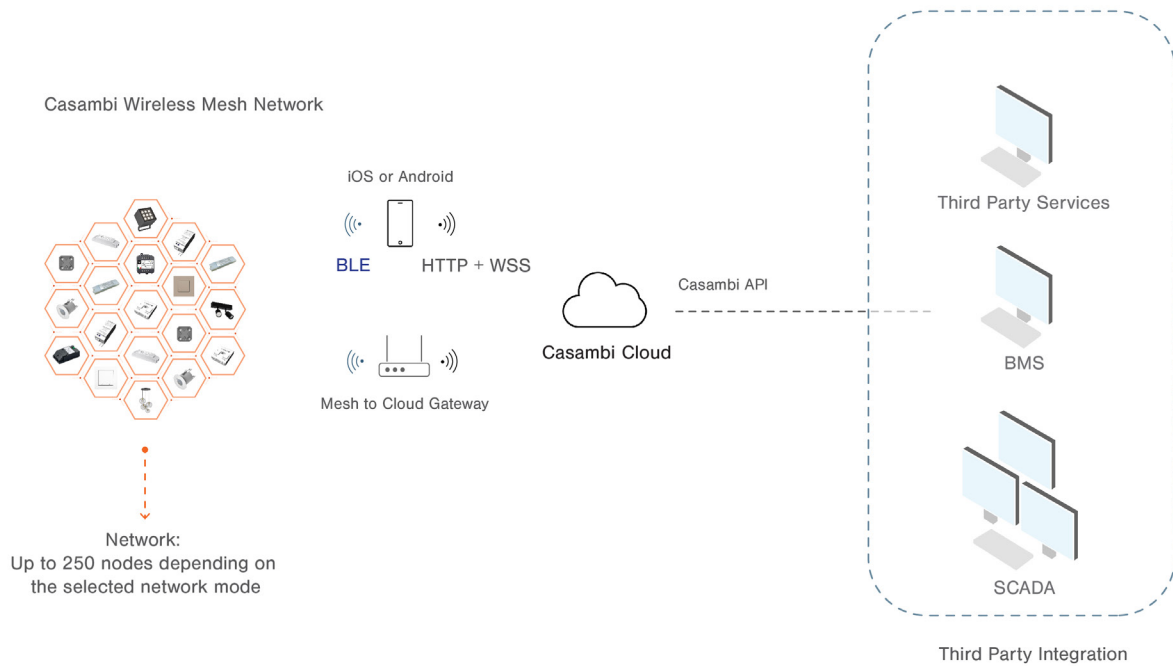 Casambi Wireless Mesh Network
iOS or Android
BLE
HTTP + WSS
Mesh to Cloud Gateway
Casambi Cloud
Casambi API
Third Party Services
BMS
SCADA
Third Party Integration
Network:
Up to 250 nodes depending on
the selected network mode